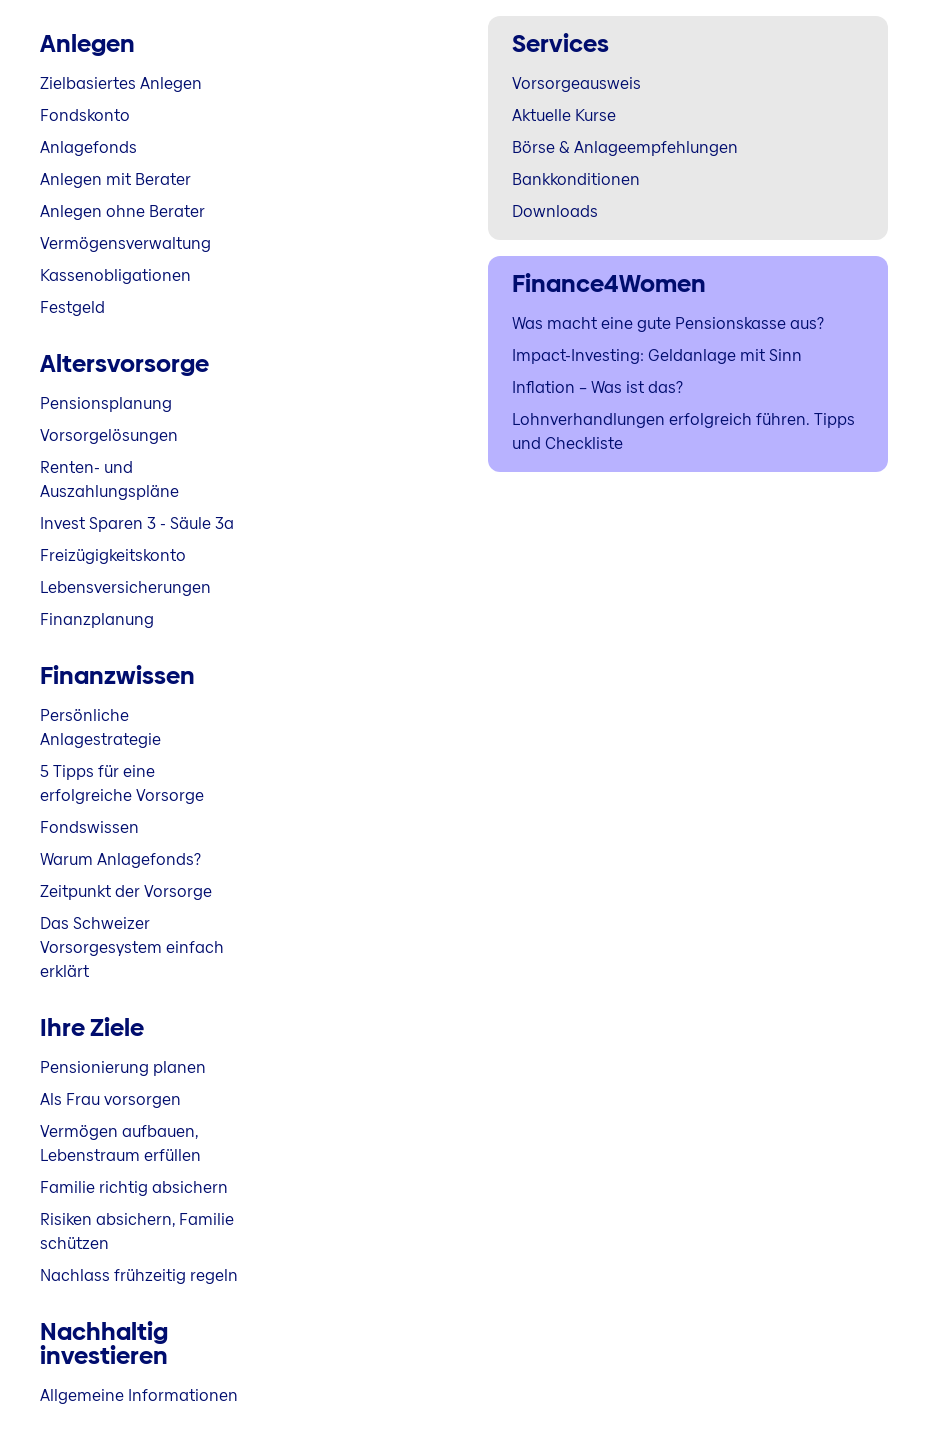 Anlegen
Zielbasiertes Anlegen
Fondskonto
Anlagefonds
Anlegen mit Berater
Anlegen ohne Berater
Vermögensverwaltung
Kassenobligationen
Festgeld
Altersvorsorge
Pensionsplanung
Vorsorgelösungen
Renten- und
Auszahlungspläne
Invest Sparen 3 - Säule 3a
Freizügigkeitskonto
Lebensversicherungen
Finanzplanung
Finanzwissen
Persönliche
Anlagestrategie
5 Tipps für eine
erfolgreiche Vorsorge
Fondswissen
Warum Anlagefonds?
Zeitpunkt der Vorsorge
Das Schweizer
Vorsorgesystem einfach
erklärt
Ihre Ziele
Pensionierung planen
Als Frau vorsorgen
Vermögen aufbauen,
Lebenstraum erfüllen
Familie richtig absichern
Risiken absichern, Familie
schützen
Nachlass frühzeitig regeln
Nachhaltig
investieren
Allgemeine Informationen
Services
Vorsorgeausweis
Aktuelle Kurse
Börse & Anlageempfehlungen
Bankkonditionen
Downloads
Finance4Women
Was macht eine gute Pensionskasse aus?
Impact-Investing: Geldanlage mit Sinn
Inflation – Was ist das?
Lohnverhandlungen erfolgreich führen. Tipps
und Checkliste